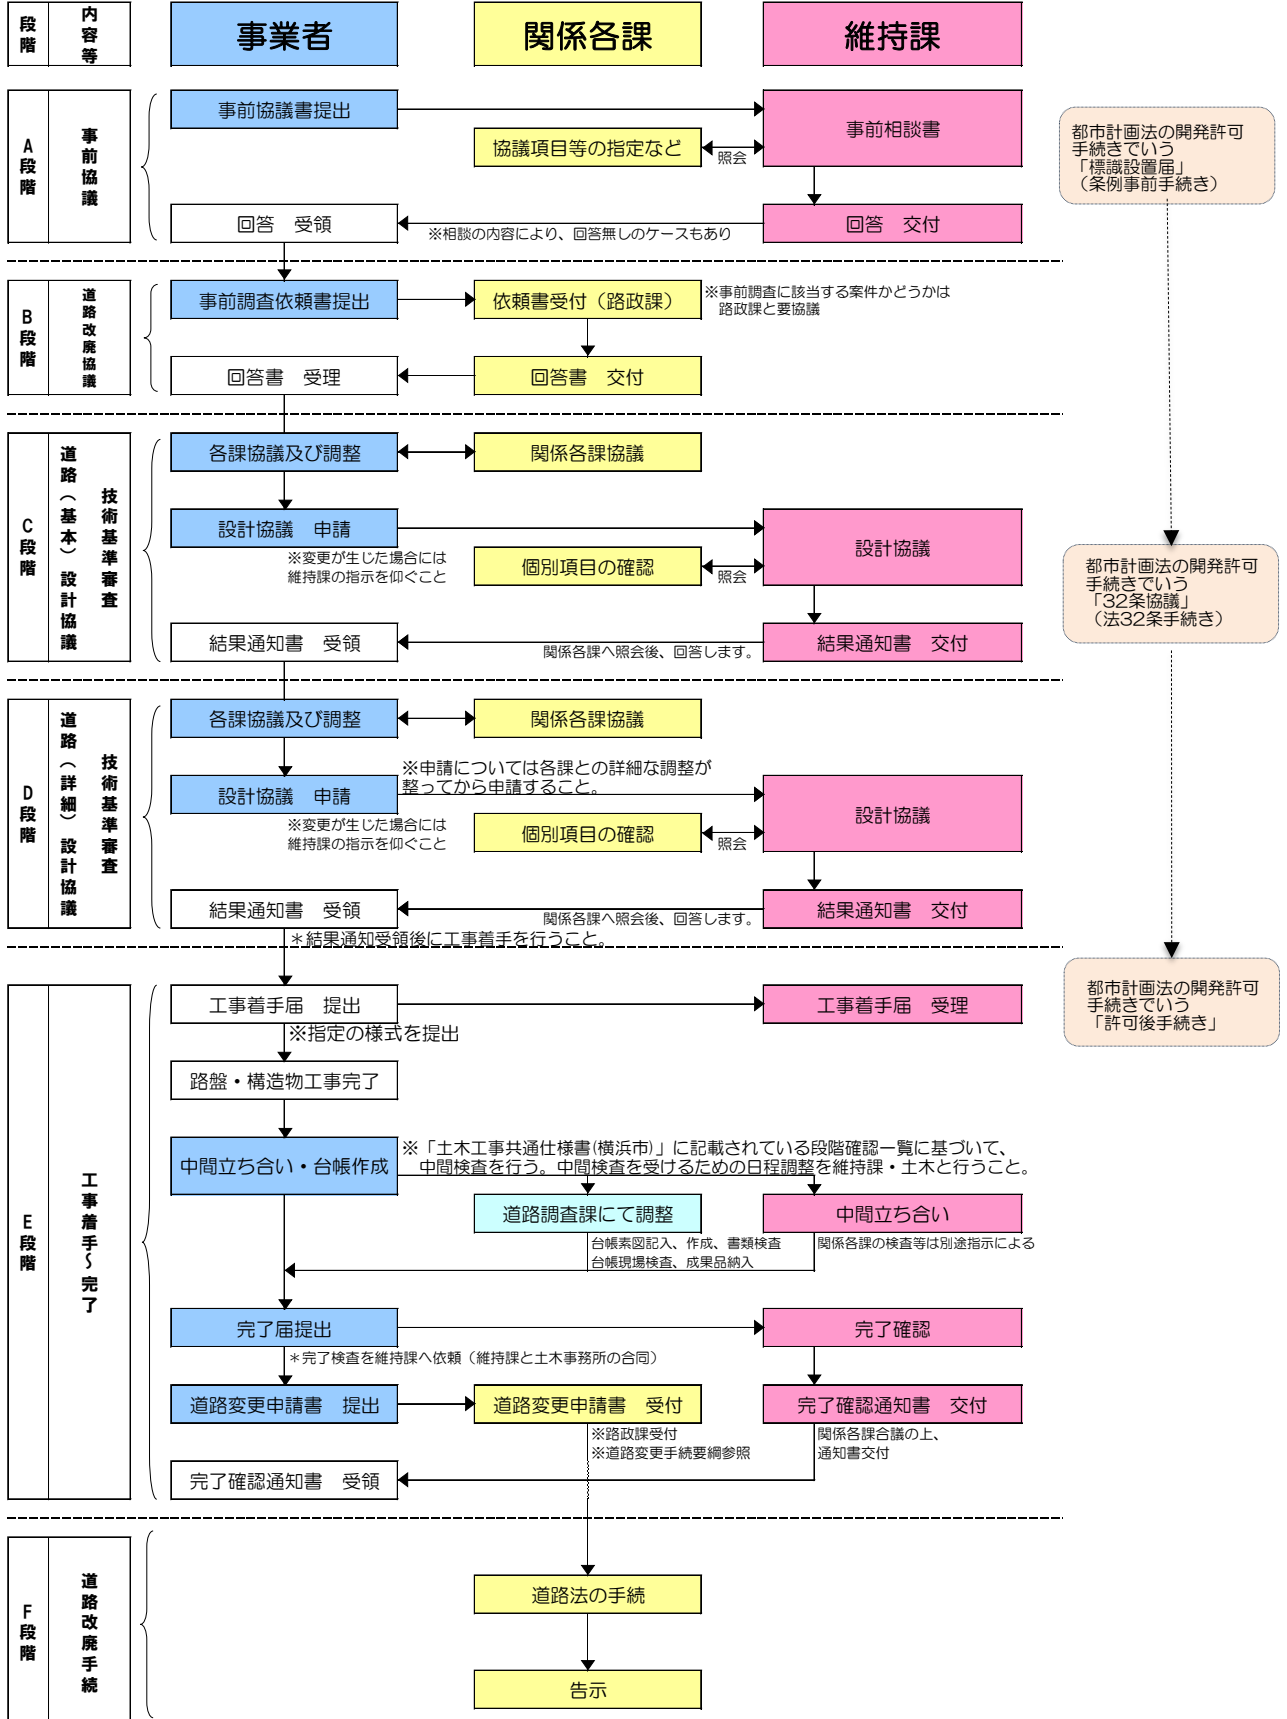 段階
内容等
事業者
関係各課
維持課
A段階
事前協議
事前協議書提出
事前相談書
協議項目等の指定など
照会
回答　受領
※相談の内容により、回答無しのケースもあり
回答　交付
都市計画法の開発許可
手続きでいう
「標識設置届」
（条例事前手続き）
B段階
道路改廃協議
事前調査依頼書提出
依頼書受付（路政課）
※事前調査に該当する案件かどうかは
路政課と要協議
回答書　受理
回答書　交付
C段階
道路（基本）設計協議
技術基準審査
各課協議及び調整
関係各課協議
設計協議　申請
設計協議
※変更が生じた場合には
維持課の指示を仰ぐこと
個別項目の確認
照会
結果通知書　受領
関係各課へ照会後、回答します。
結果通知書　交付
都市計画法の開発許可
手続きでいう
「32条協議」
（法32条手続き）
D段階
道路（詳細）設計協議
技術基準審査
各課協議及び調整
関係各課協議
※申請については各課との詳細な調整が
整ってから申請すること。
設計協議　申請
設計協議
※変更が生じた場合には
維持課の指示を仰ぐこと
個別項目の確認
照会
結果通知書　受領
関係各課へ照会後、回答します。
結果通知書　交付
＊結果通知受領後に工事着手を行うこと。
E段階
工事着手～完了
工事着手届　提出
工事着手届　受理
※指定の様式を提出
都市計画法の開発許可
手続きでいう
「許可後手続き」
路盤・構造物工事完了
中間立ち合い・台帳作成
※「土木工事共通仕様書(横浜市)」に記載されている段階確認一覧に基づいて、
中間検査を行う。中間検査を受けるための日程調整を維持課・土木と行うこと。
道路調査課にて調整
中間立ち合い
台帳素図記入、作成、書類検査
台帳現場検査、成果品納入
関係各課の検査等は別途指示による
完了届提出
完了確認
＊完了検査を維持課へ依頼（維持課と土木事務所の合同）
道路変更申請書　提出
道路変更申請書　受付
完了確認通知書　交付
※路政課受付
※道路変更手続要綱参照
関係各課合議の上、
通知書交付
完了確認通知書　受領
F段階
道路改廃手続
道路法の手続
告示